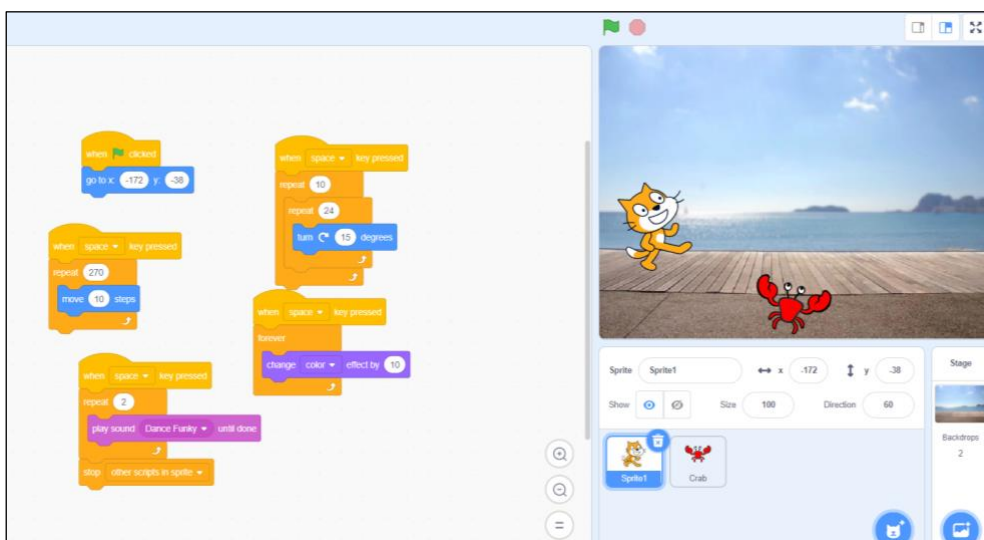 when clicked
go to x: -172 y: -38
when space key pressed
repeat 10
repeat 24
turn 15 degrees
when space key pressed
repeat 270
move 10 steps
when space key pressed
forever
change color effect by 10
when space key pressed
repeat 2
play sound Dance Funky until done
stop other scripts in sprite
Sprite Sprite1 x -172 y -38
Show Size 100 Direction 60
Sprite1 Crab
Stage
Backdrops
2